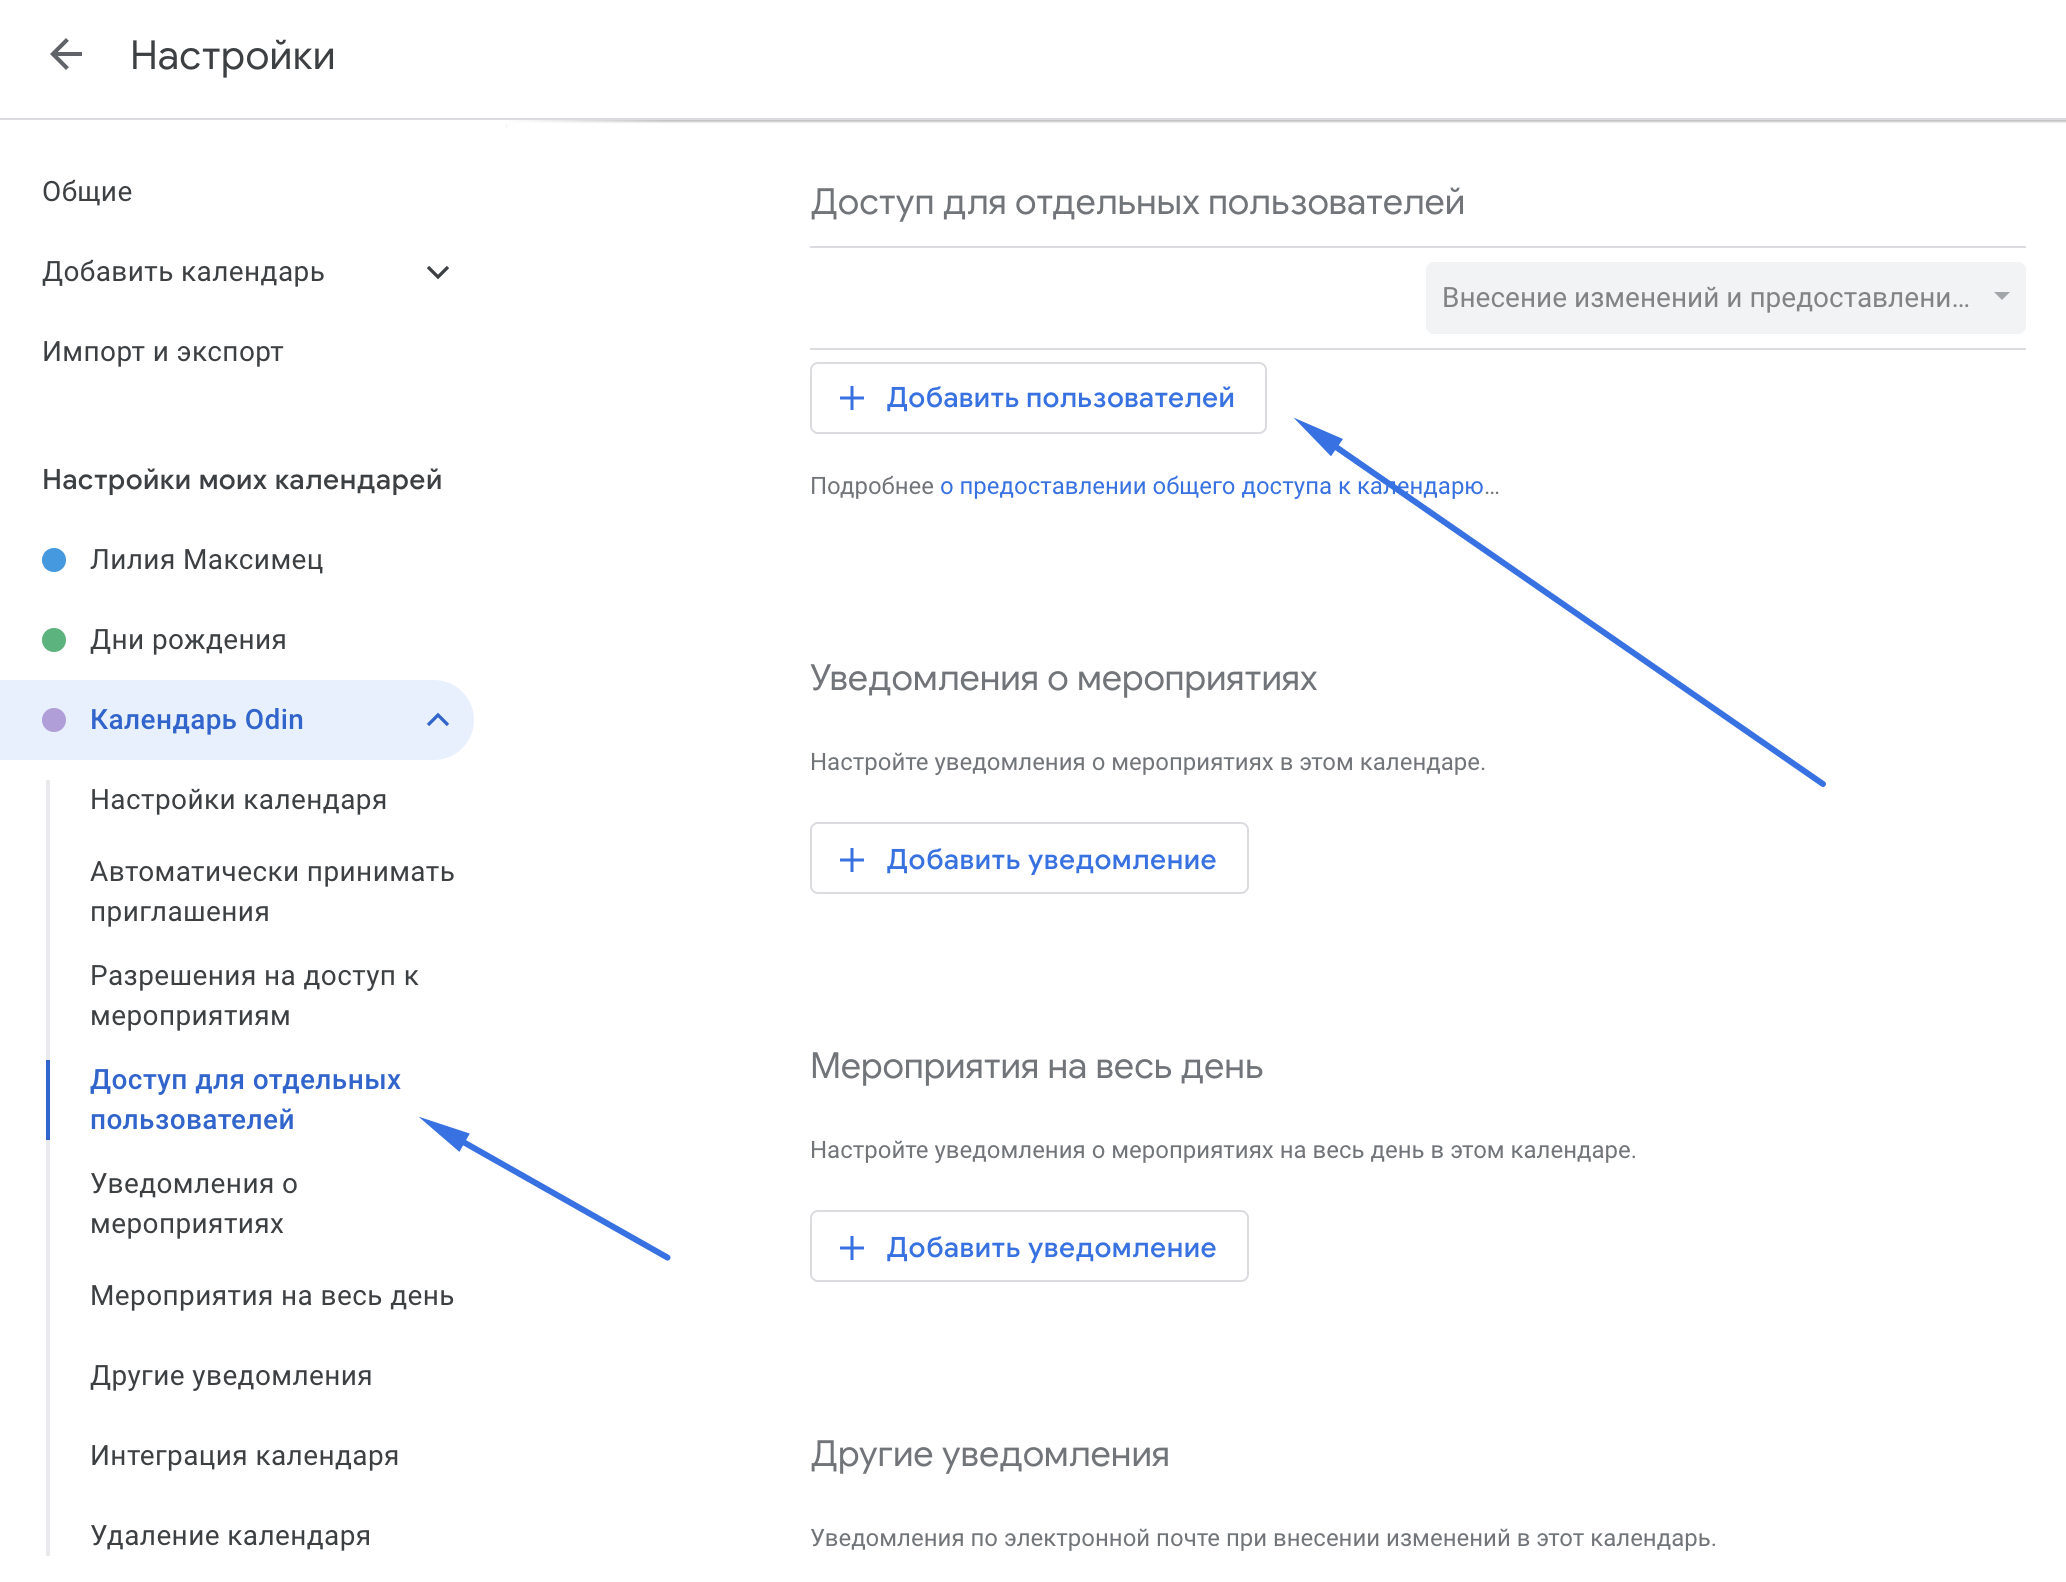 Настройки
Общие
Добавить календарь
Импорт и экспорт
Настройки моих календарей
Лилия Максимец
Дни рождения
Календарь Odin
Настройки календаря
Автоматически принимать
приглашения
Разрешения на доступ к
мероприятиям
Доступ для отдельных
пользователей
Уведомления о
мероприятиях
Мероприятия на весь день
Другие уведомления
Интеграция календаря
Удаление календаря
Доступ для отдельных пользователей
Внесение изменений и предоставлени...
Добавить пользователей
Подробнее о предоставлении общего доступа к календарю...
Уведомления о мероприятиях
Настройте уведомления о мероприятиях в этом календаре.
Добавить уведомление
Мероприятия на весь день
Настройте уведомления о мероприятиях на весь день в этом календаре.
Добавить уведомление
Другие уведомления
Уведомления по электронной почте при внесении изменений в этот календарь.